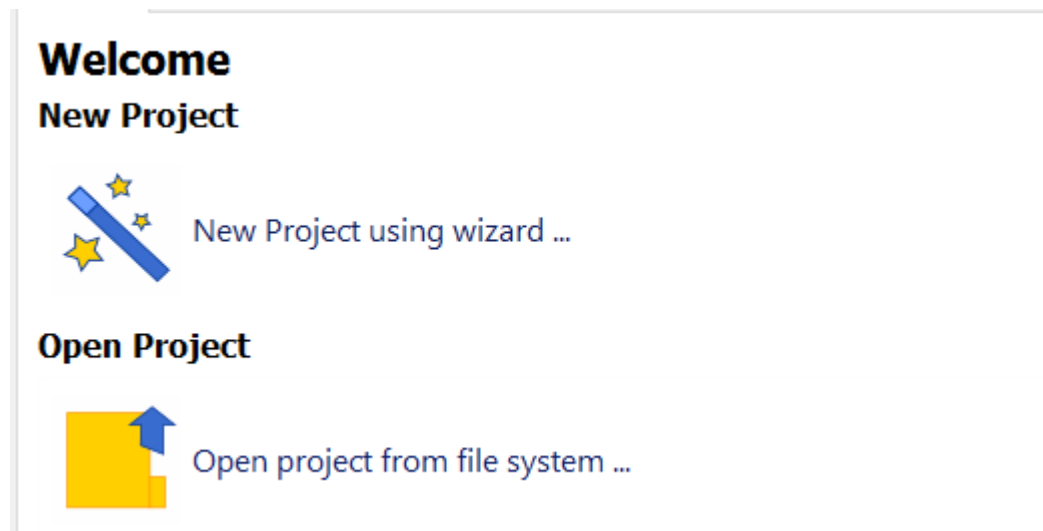 Welcome
New Project
New Project using wizard ...
Open Project
Open project from file system ...